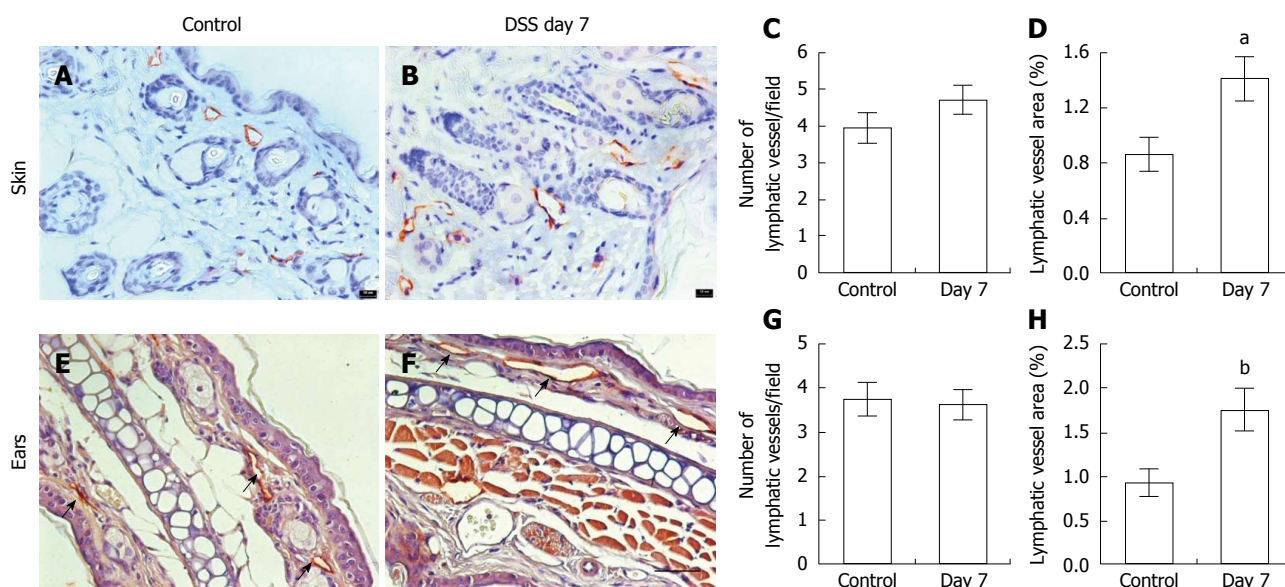 Control
DSS day 7
Skin
A
B
C
Number of
lymphatic vessel/field
6
5
4
3
2
1
0
Control
Day 7
D
Lymphatic vessel area (%)
1.6
1.2
0.8
0.4
0.0
a
Control
Day 7
Ears
E
F
G
Number of
lymphatic vessels/field
5
4
3
2
1
0
Control
Day 7
H
Lymphatic vessel area (%)
2.5
2.0
1.5
1.0
0.5
0.0
b
Control
Day 7